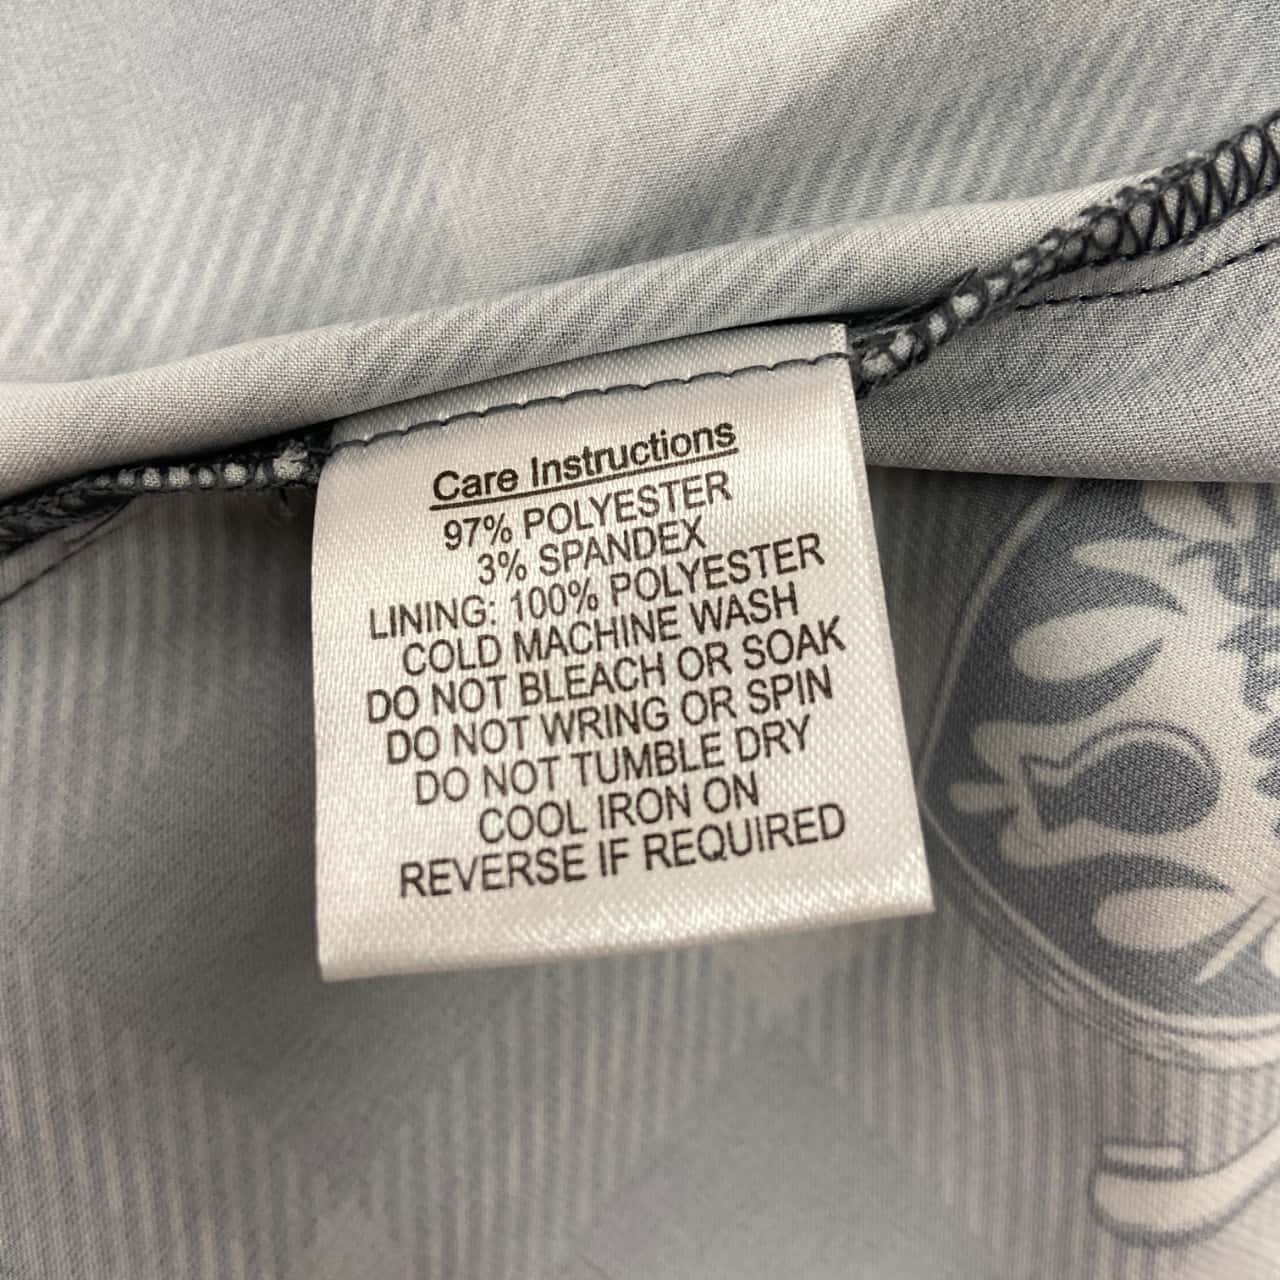 Care Instructions
97% POLYESTER
3% SPANDEX
LINING: 100% POLYESTER
COLD MACHINE WASH
DO NOT BLEACH OR SOAK
DO NOT WRING OR SPIN
DO NOT TUMBLE DRY
COOL IRON ON
REVERSE IF REQUIRED